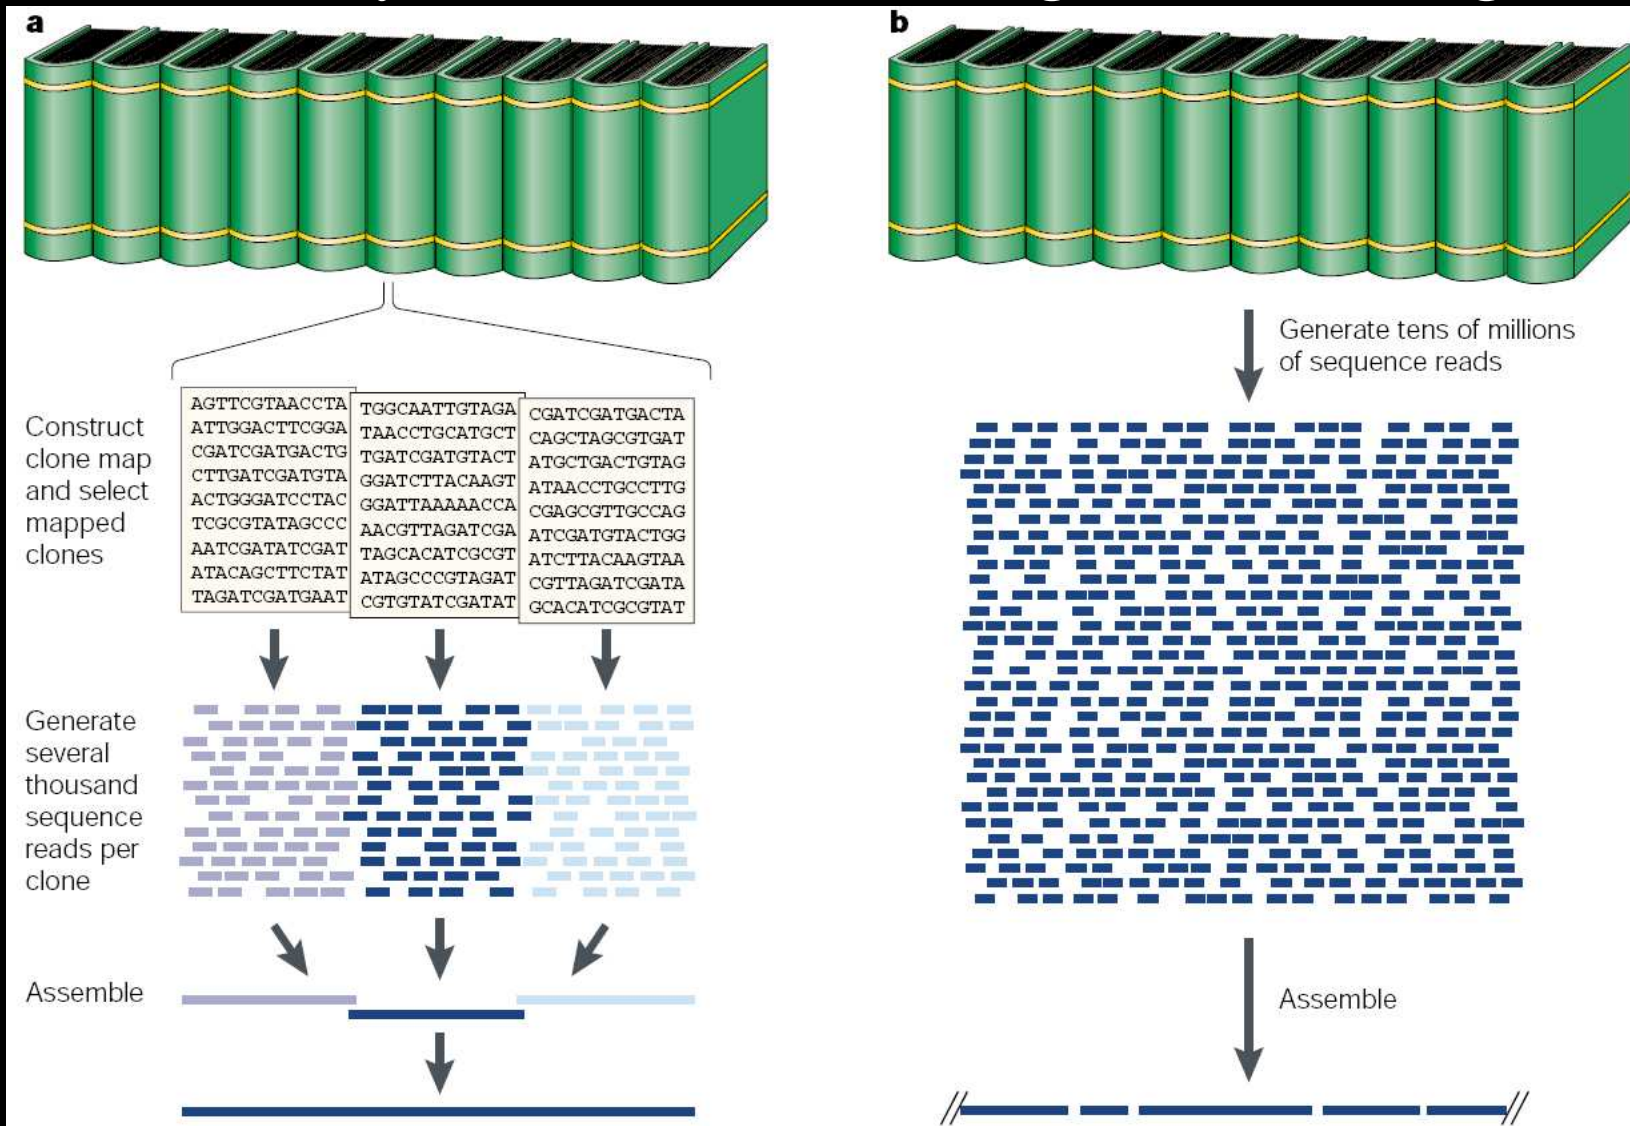 a
b
Generate tens of millions
of sequence reads
Construct
clone map
and select
mapped
clones
AGTTCGTAACCTA
ATTGGACTTCGGA
CGATCGATGACTG
CTTGATCGATGTA
ACTGGGATCCTAC
TCGCGTATAGCCC
AATCGATATCGAT
ATACAGCTTCTAT
TAGATCGATGAAT
TGGCAATTGTAGA
TAACCTGCATGCT
TGATCGATGTACT
GGATCTTACAAGT
GGATTAAAAACCA
AACGTTAGATCGA
TAGCACATCGCGT
ATAGCCCGTAGAT
CGTGTATCGATAT
CGATCGATGACTA
CAGCTAGCGTGAT
ATGCTGACTGTAG
ATAACCTGCCTTG
CGAGCGTTGCCAG
ATCGATGTACTGG
ATCTTACAAGTAA
CGTTAGATCGATA
GCACATCGCGTAT
Generate
several
thousand
sequence
reads per
clone
Assemble
Assemble